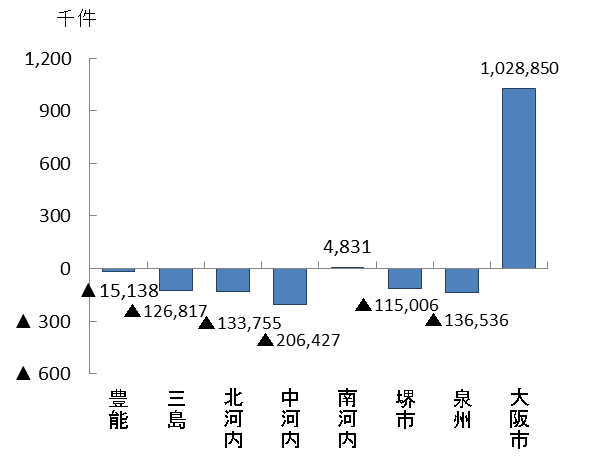 千件
1,200
900
600
300
0
▲ 300
▲ 600
▲ 15,138
▲ 126,817
▲ 133,755
▲ 206,427
4,831
▲ 115,006
▲ 136,536
1,028,850
豊能
三島
北河内
中河内
南河内
堺市
泉州
大阪市